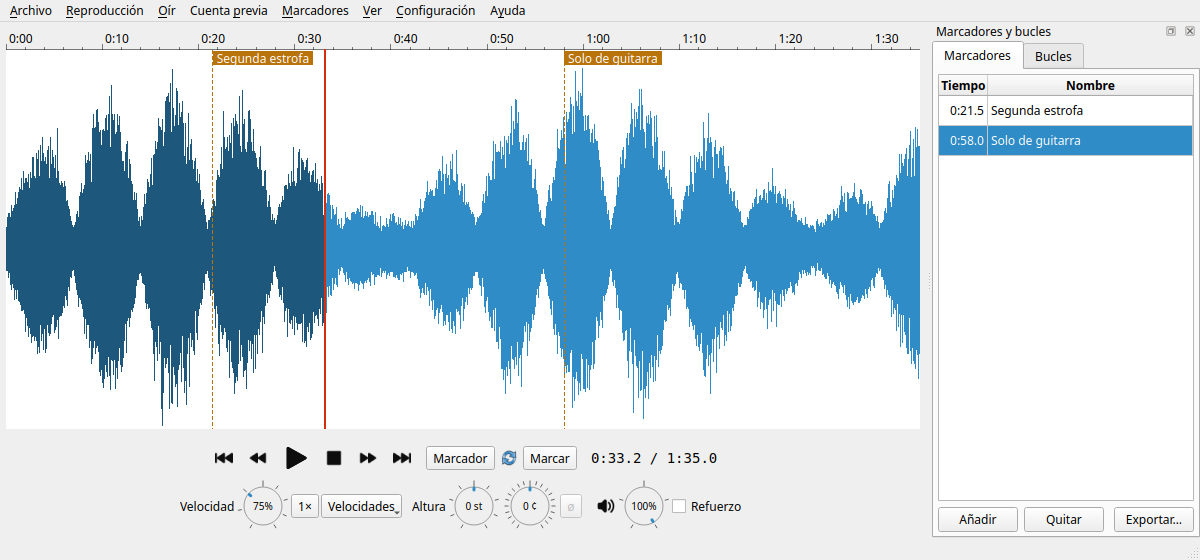 Archivo Reproducción Oír Cuenta previa Marcadores Ver Configuración Ayuda
0:00 0:10 0:20 0:30 0:40 0:50 1:00 1:10 1:20 1:30
Segunda estrofa Solo de guitarra
Marcadores y bucles
Marcadores Bucles
Tiempo Nombre
0:21.5 Segunda estrofa
0:58.0 Solo de guitarra
Añadir Quitar Exportar...
Marcador Marcar 0:33.2 / 1:35.0
Velocidad 75% 1× Velocidades Altura 0 st 0 ¢ ø 100% Refuerzo